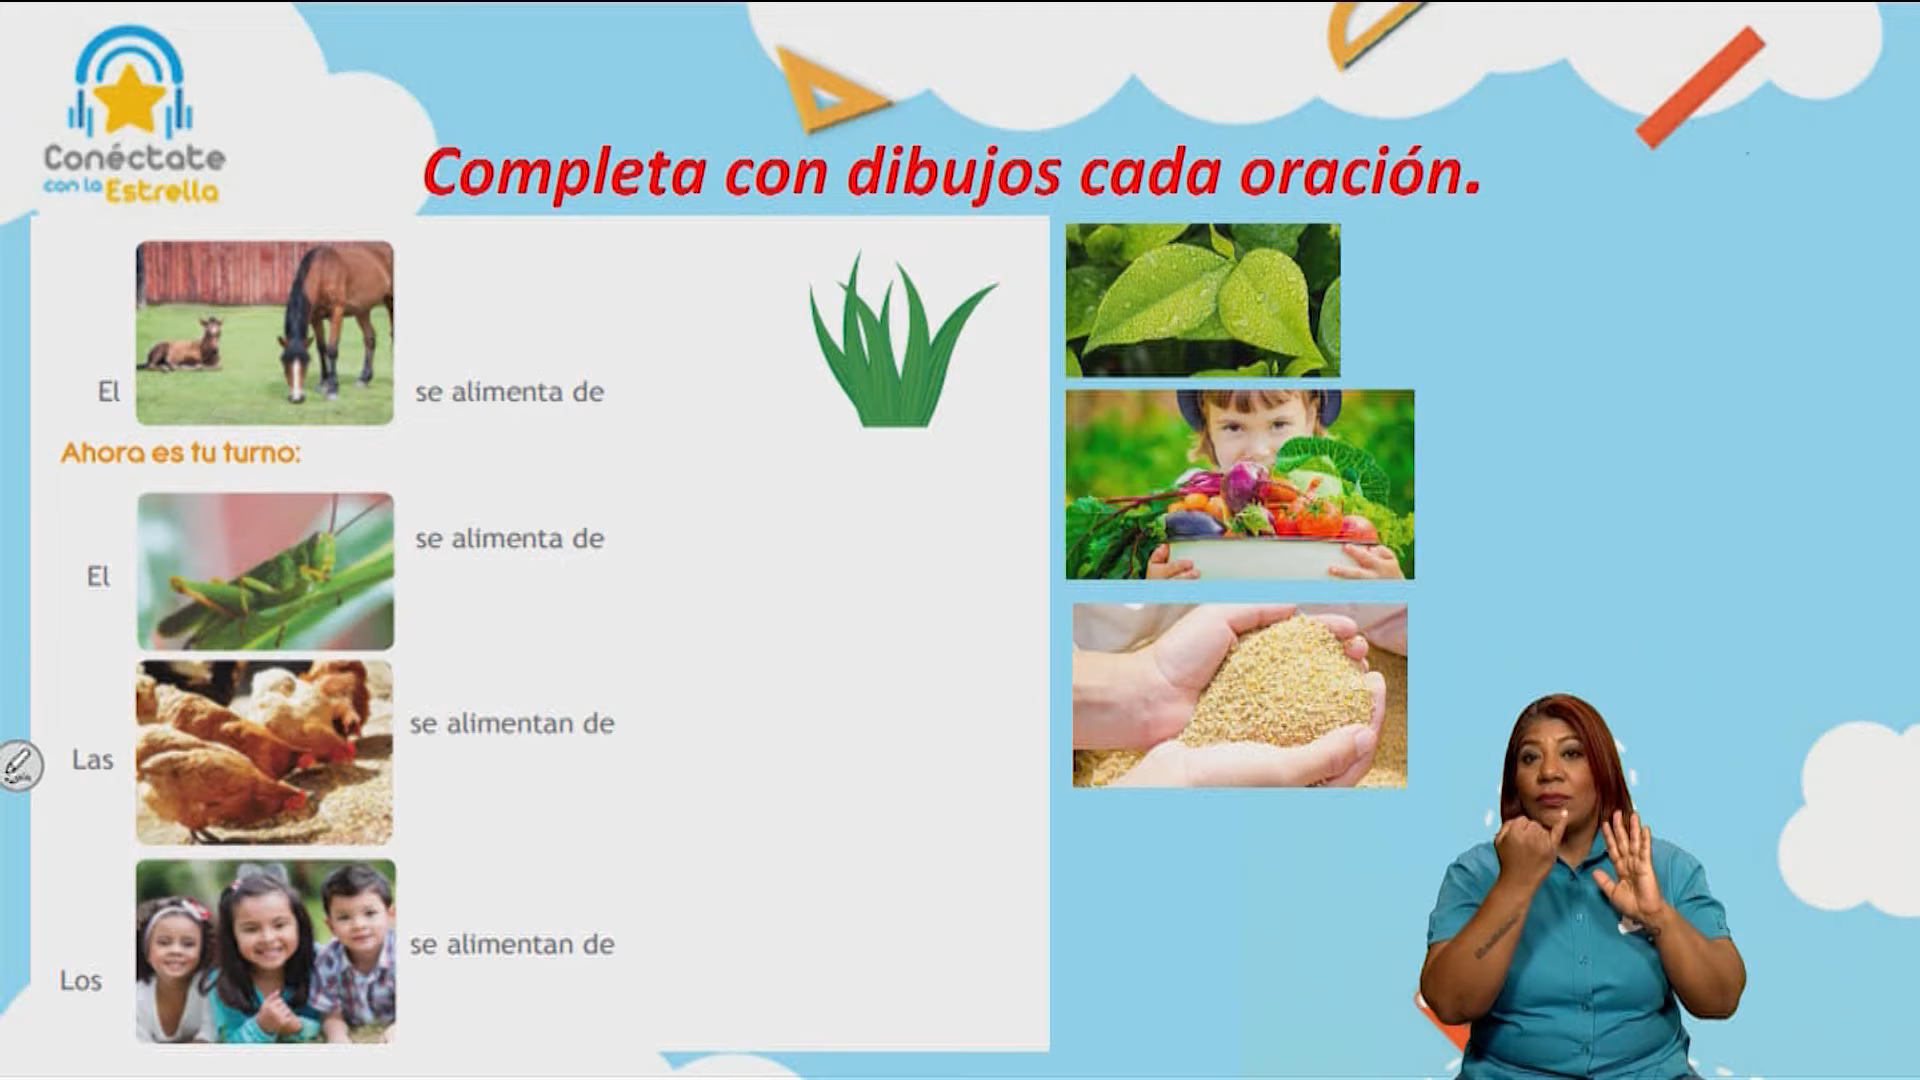 Conéctate
con la Estrella
Completa con dibujos cada oración.
El se alimenta de
Ahora es tu turno:
El se alimenta de
Las se alimentan de
Los se alimentan de